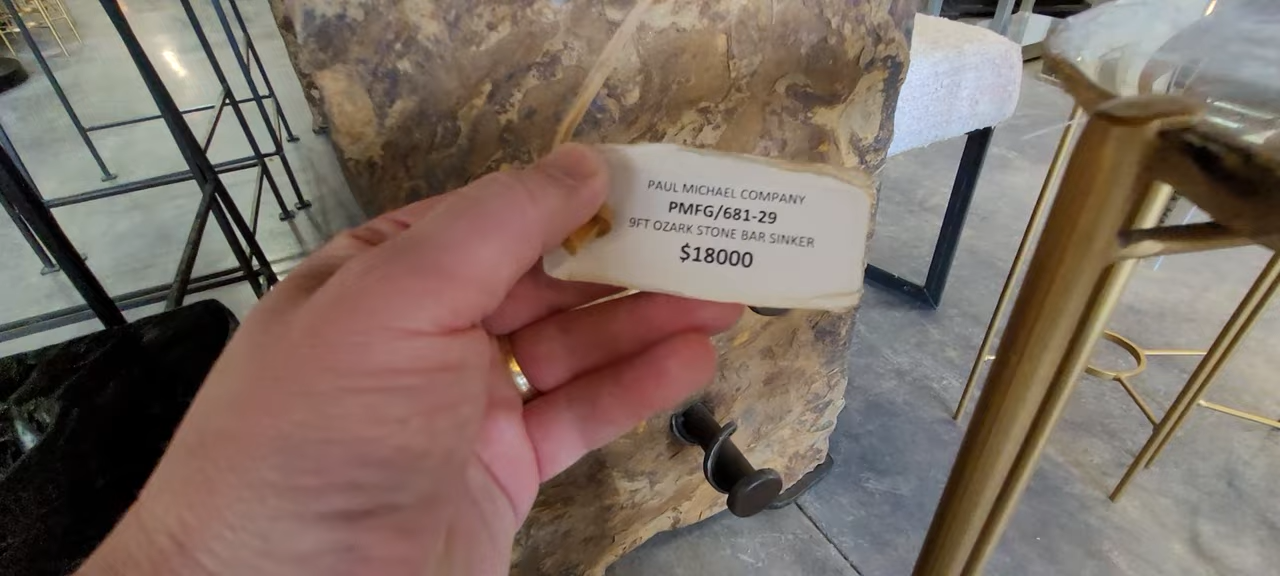 PAUL MICHAEL COMPANY
PMFG/681-29
9FT OZARK STONE BAR SINKER
$18000